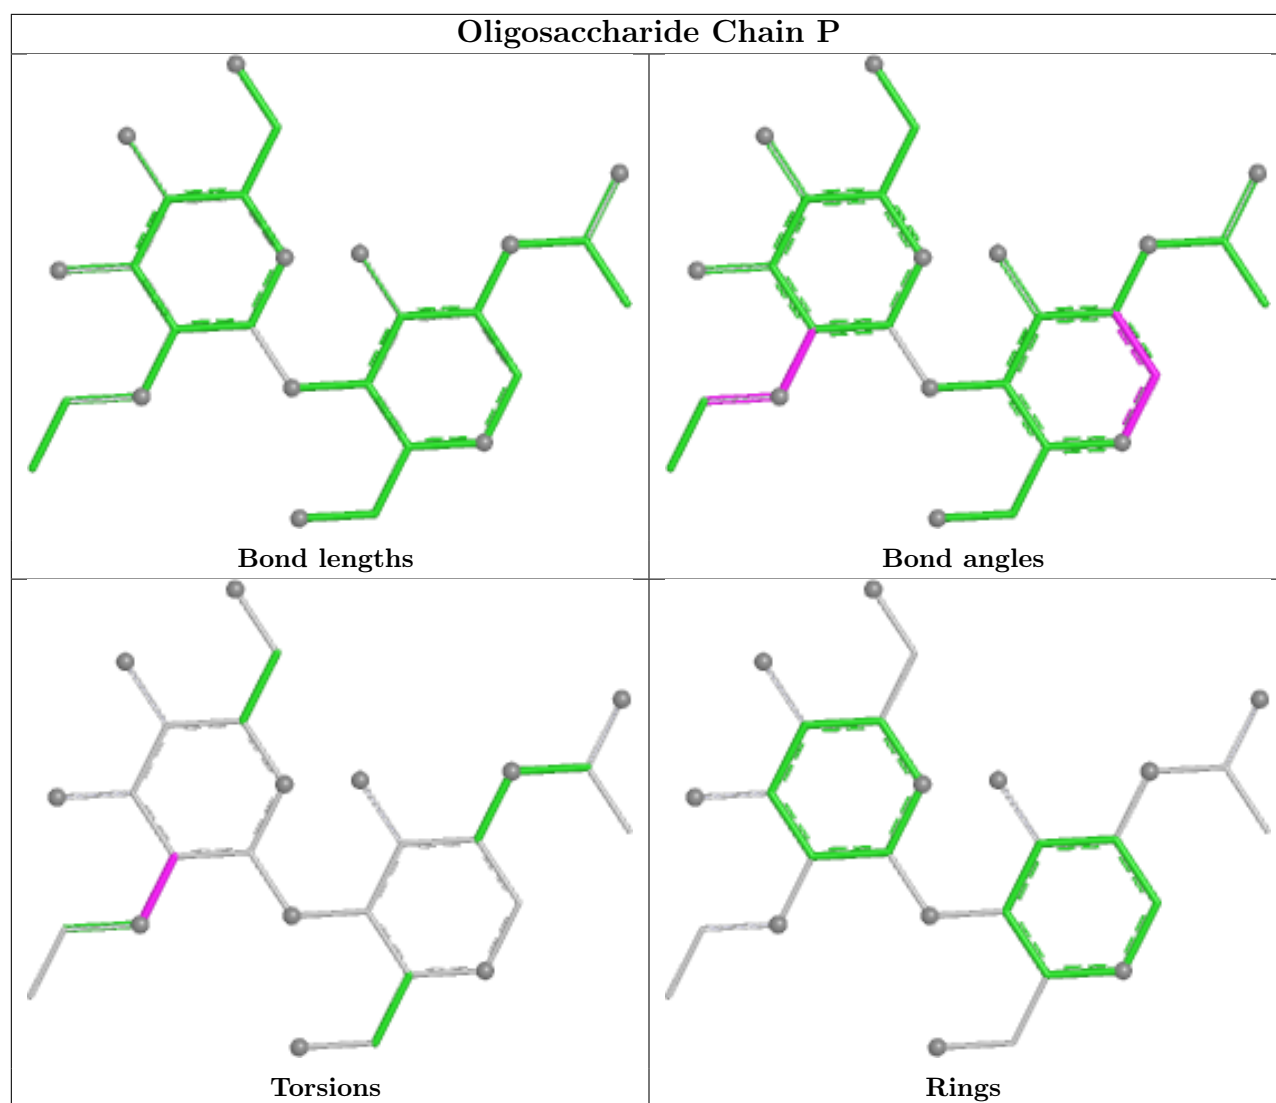 Oligosaccharide Chain P
Bond lengths
Bond angles
Torsions
Rings